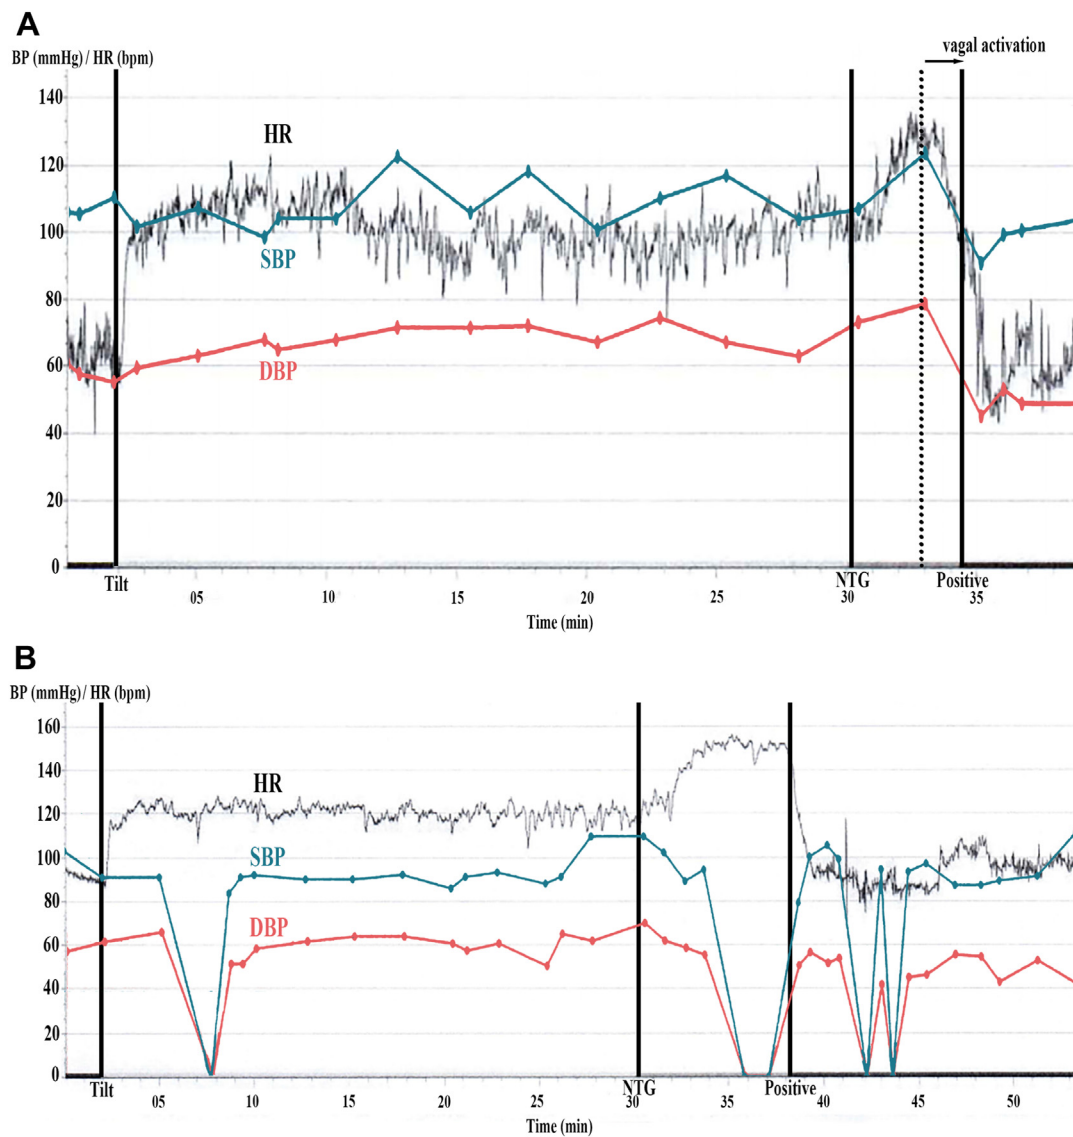 A
BP (mmHg) / HR (bpm)
vagal activation
140
120
100
80
60
40
20
0
HR
SBP
DBP
Tilt
NTG
Positive
05
10
15
20
25
30
35
Time (min)
B
BP (mmHg) / HR (bpm)
160
140
120
100
80
60
40
20
0
HR
SBP
DBP
Tilt
NTG
Positive
05
10
15
20
25
30
35
40
45
50
Time (min)